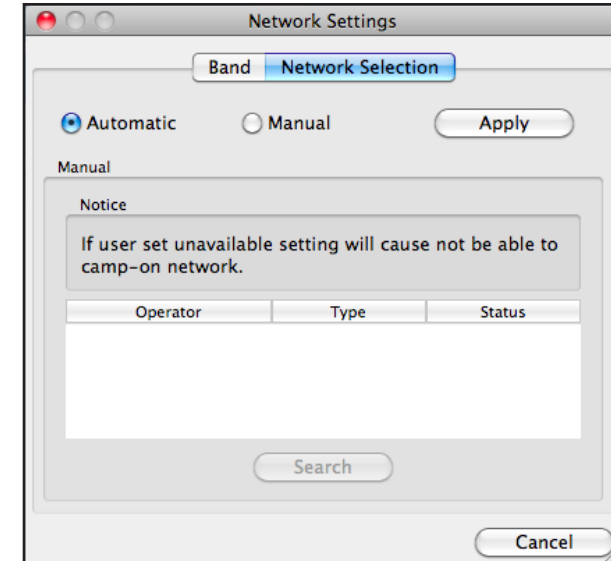 Network Settings
Band Network Selection
Automatic Manual Apply
Manual
Notice
If user set unavailable setting will cause not be able to
camp-on network.
Operator Type Status
Search
Cancel